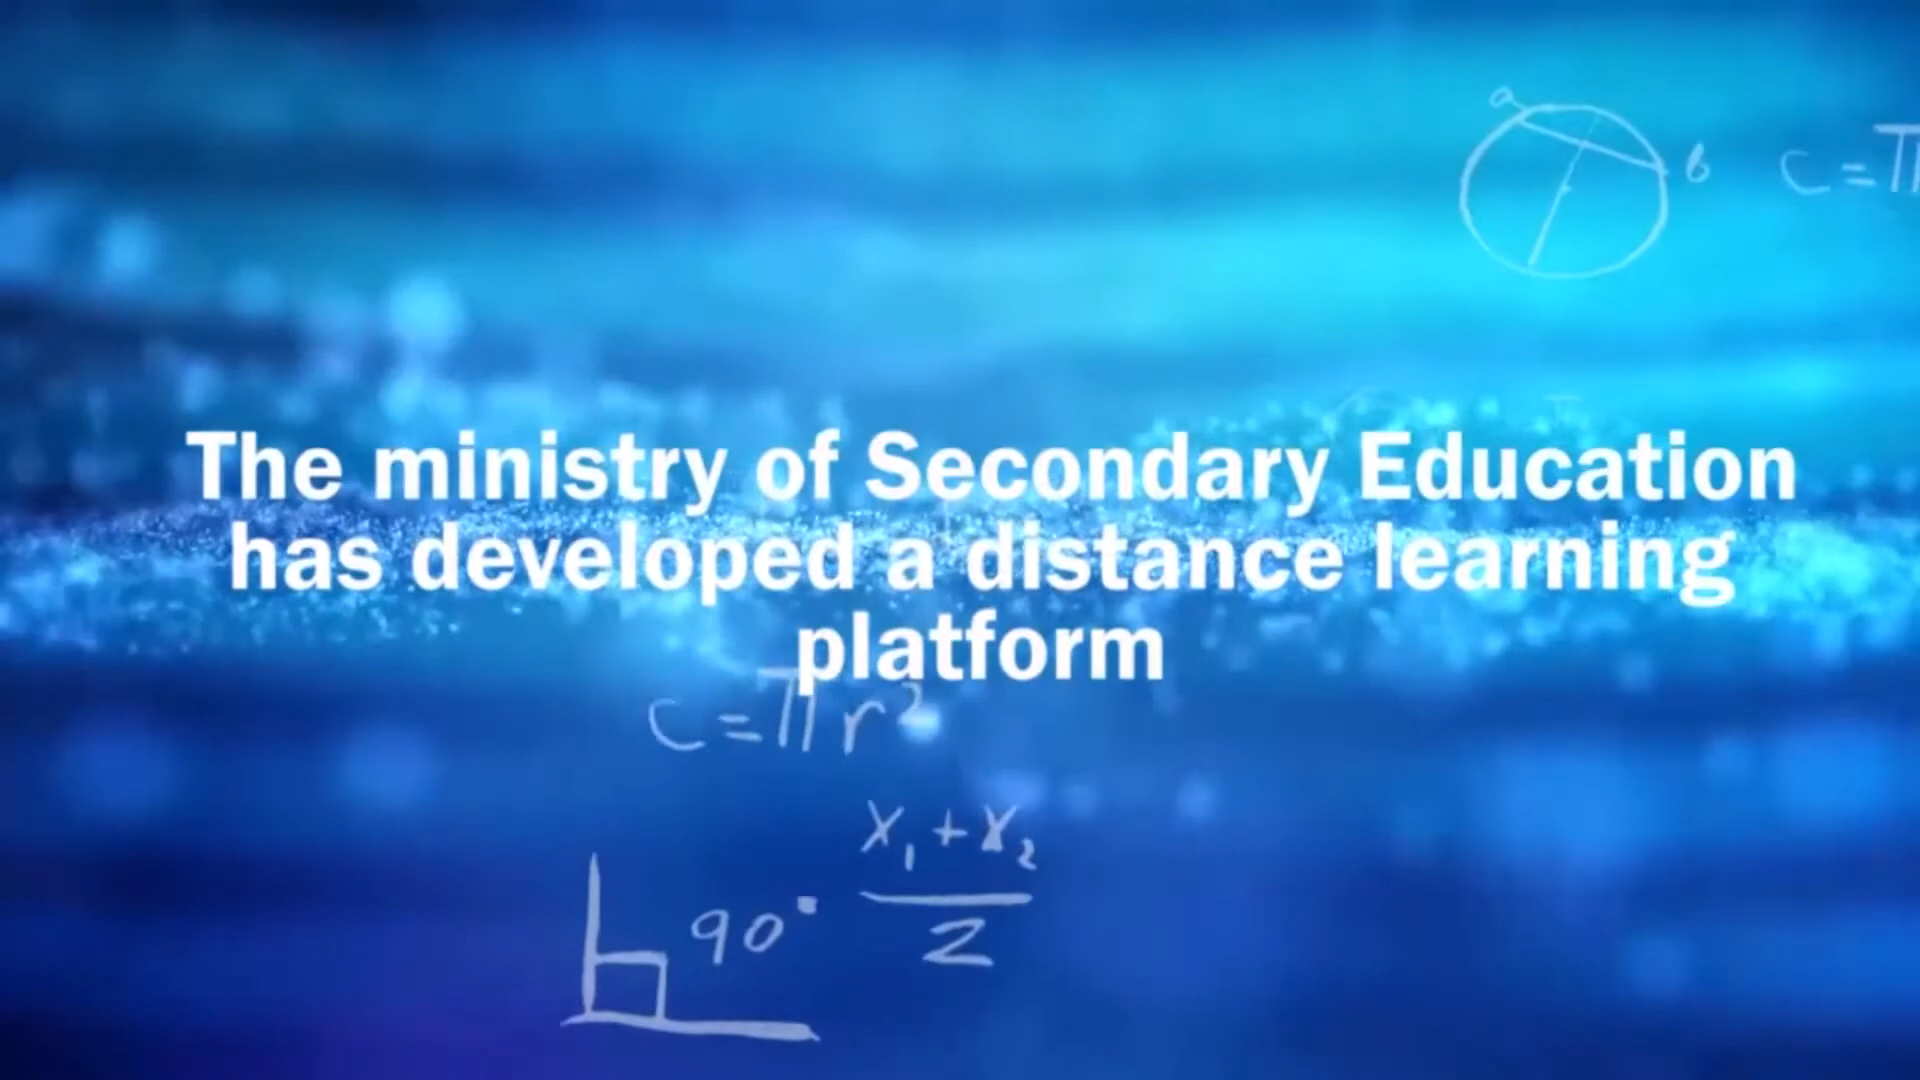 a
b c = π
The ministry of Secondary Education
has developed a distance learning
platform
c = πr²
x₁ + x₂
90°
2